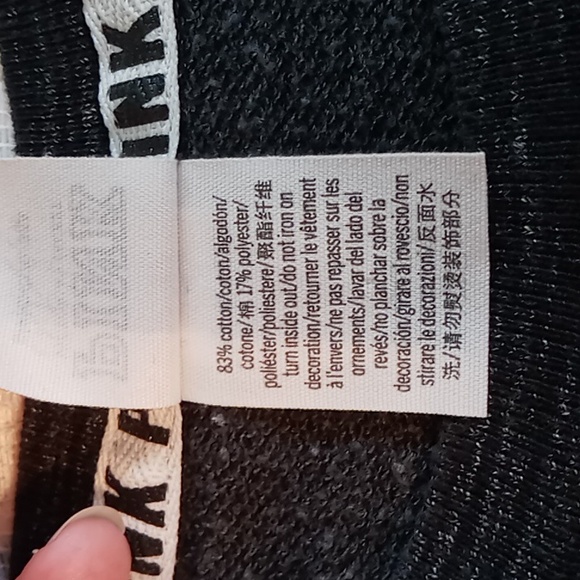 PINK
PINK
83% cotton/coton/algodón/
cotone/棉 17% polyester/
poliéster/poliestere/聚酯纤维
turn inside out/do not iron on
decoration/retourner le vêtement
à l'envers/ne pas repasser sur les
ornements/lavar del lado del
revés/no planchar sobre la
decoración/girare al rovescio/non
stirare le decorazioni/反面水
洗/请勿熨烫装饰部分